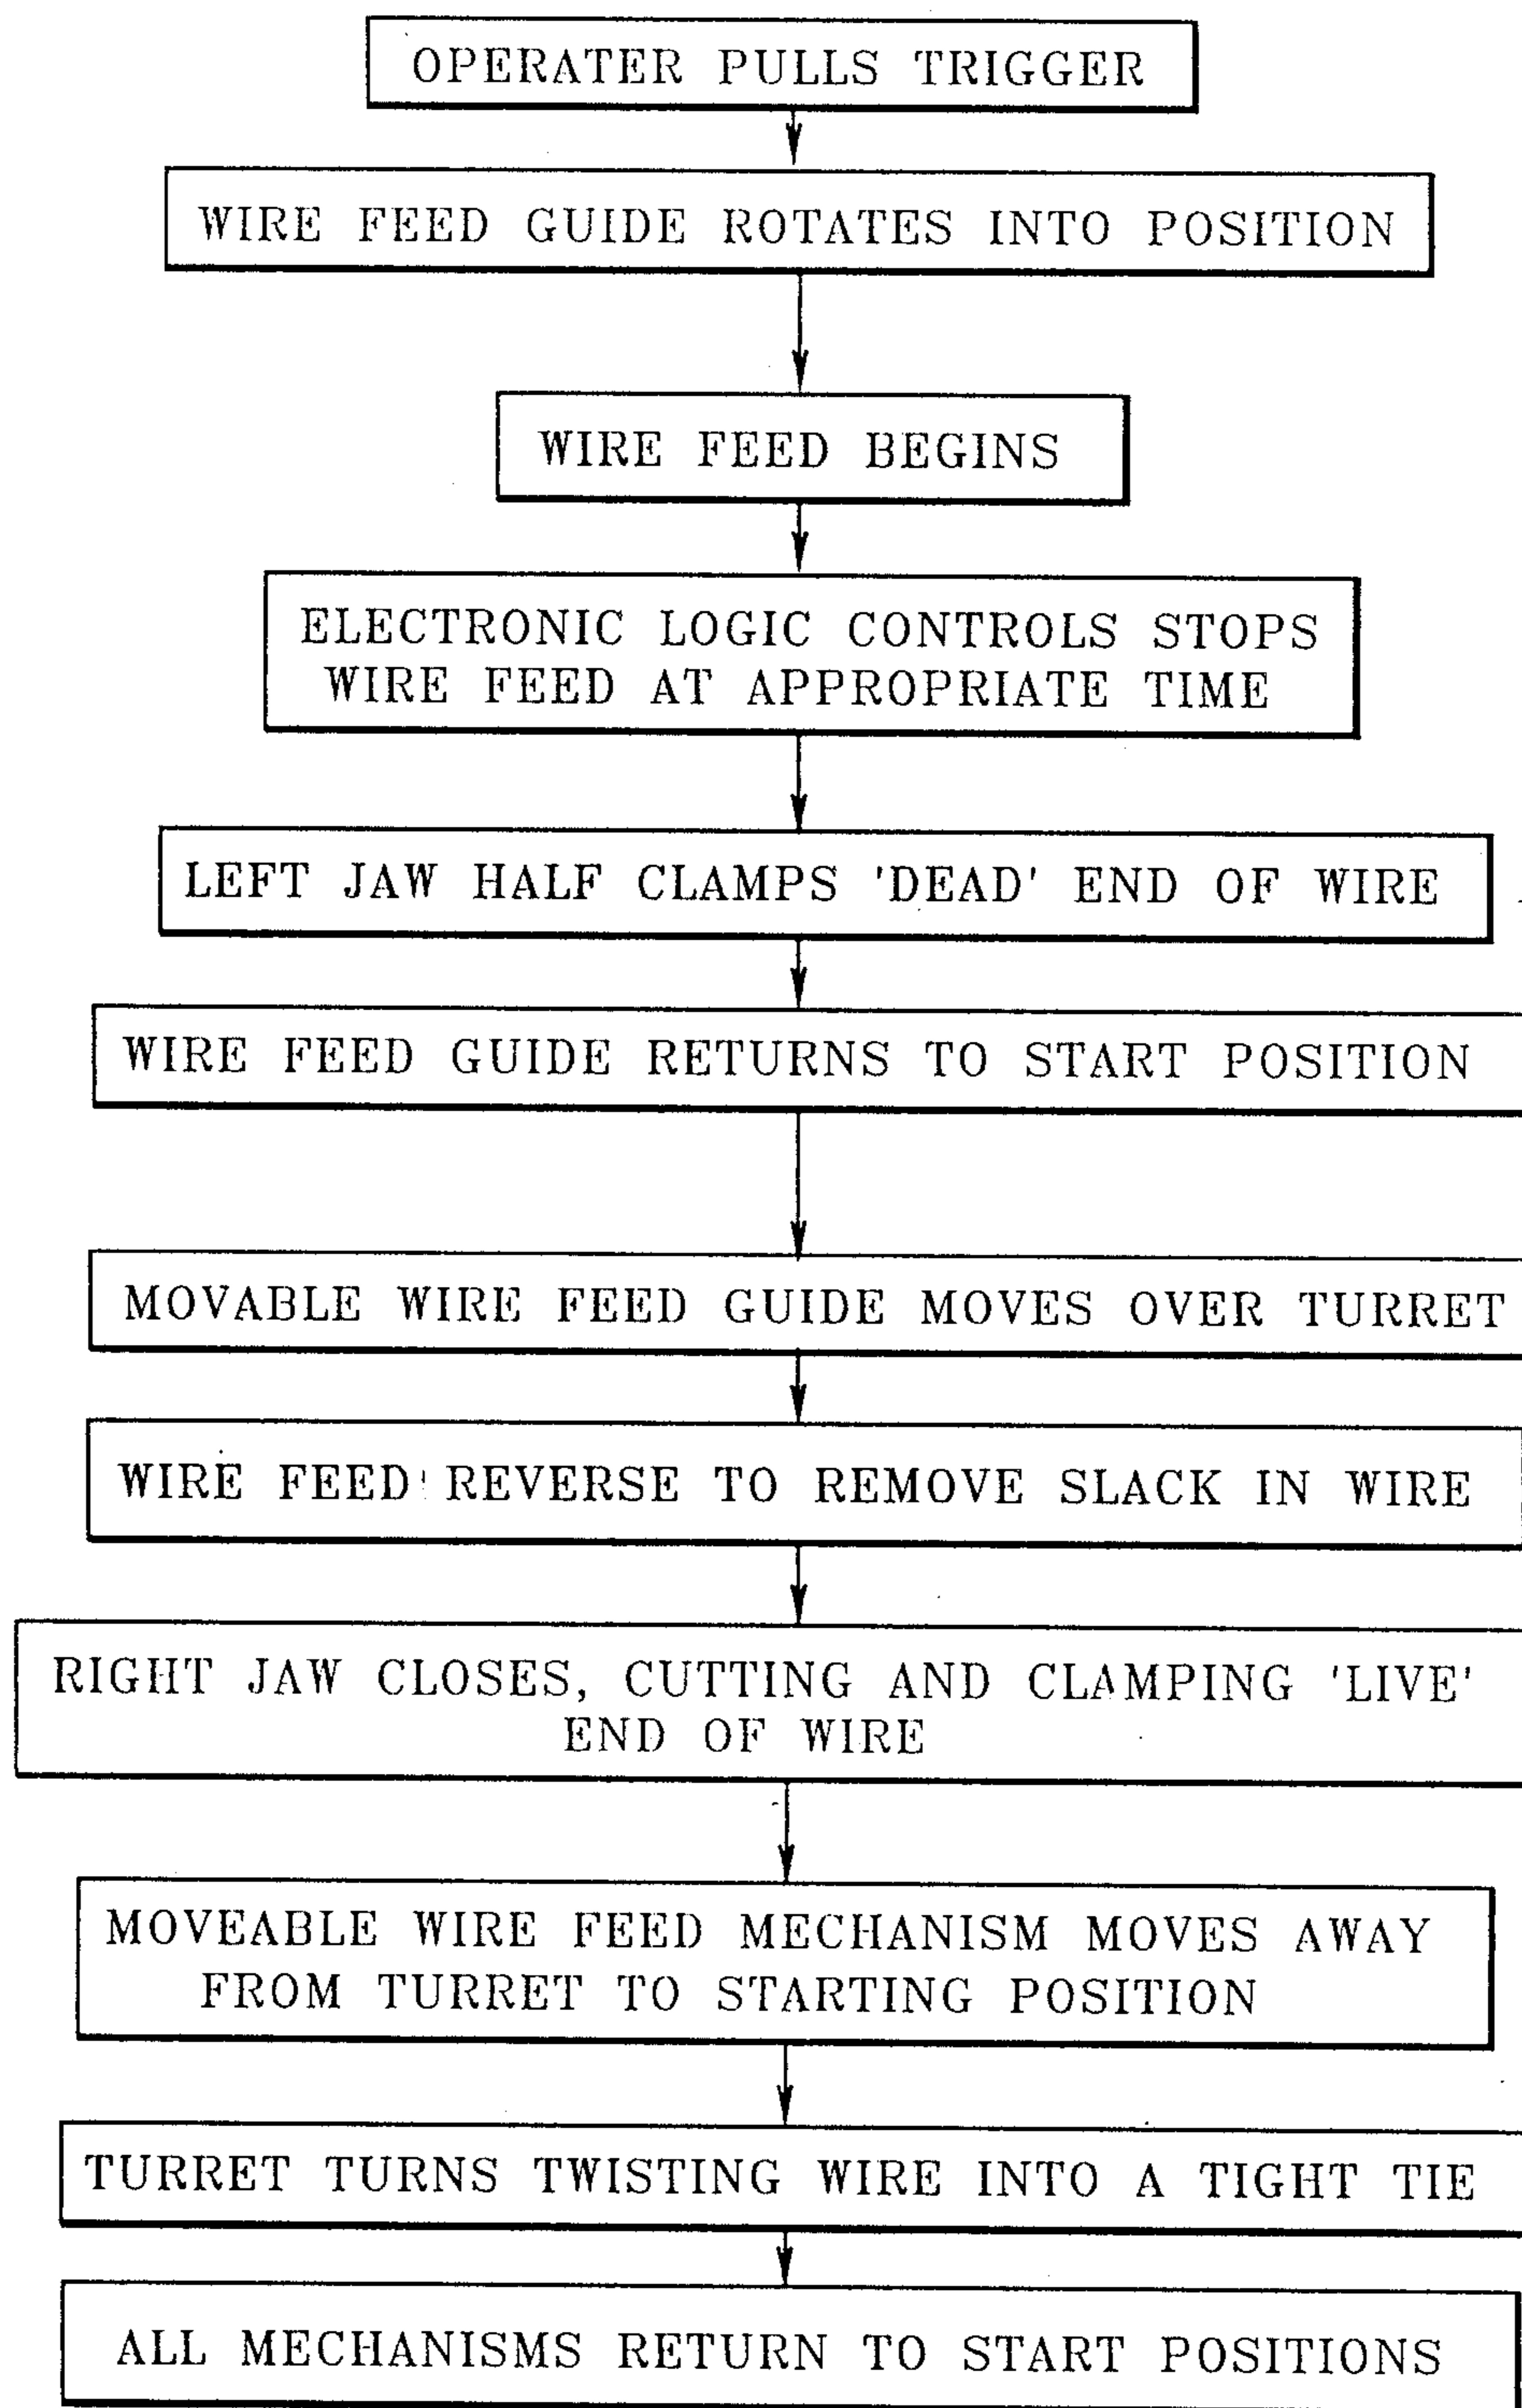 OPERATER PULLS TRIGGER
WIRE FEED GUIDE ROTATES INTO POSITION
WIRE FEED BEGINS
ELECTRONIC LOGIC CONTROLS STOPS
WIRE FEED AT APPROPRIATE TIME
LEFT JAW HALF CLAMPS 'DEAD' END OF WIRE
WIRE FEED GUIDE RETURNS TO START POSITION
MOVABLE WIRE FEED GUIDE MOVES OVER TURRET
WIRE FEED REVERSE TO REMOVE SLACK IN WIRE
RIGHT JAW CLOSES, CUTTING AND CLAMPING 'LIVE'
END OF WIRE
MOVEABLE WIRE FEED MECHANISM MOVES AWAY
FROM TURRET TO STARTING POSITION
TURRET TURNS TWISTING WIRE INTO A TIGHT TIE
ALL MECHANISMS RETURN TO START POSITIONS